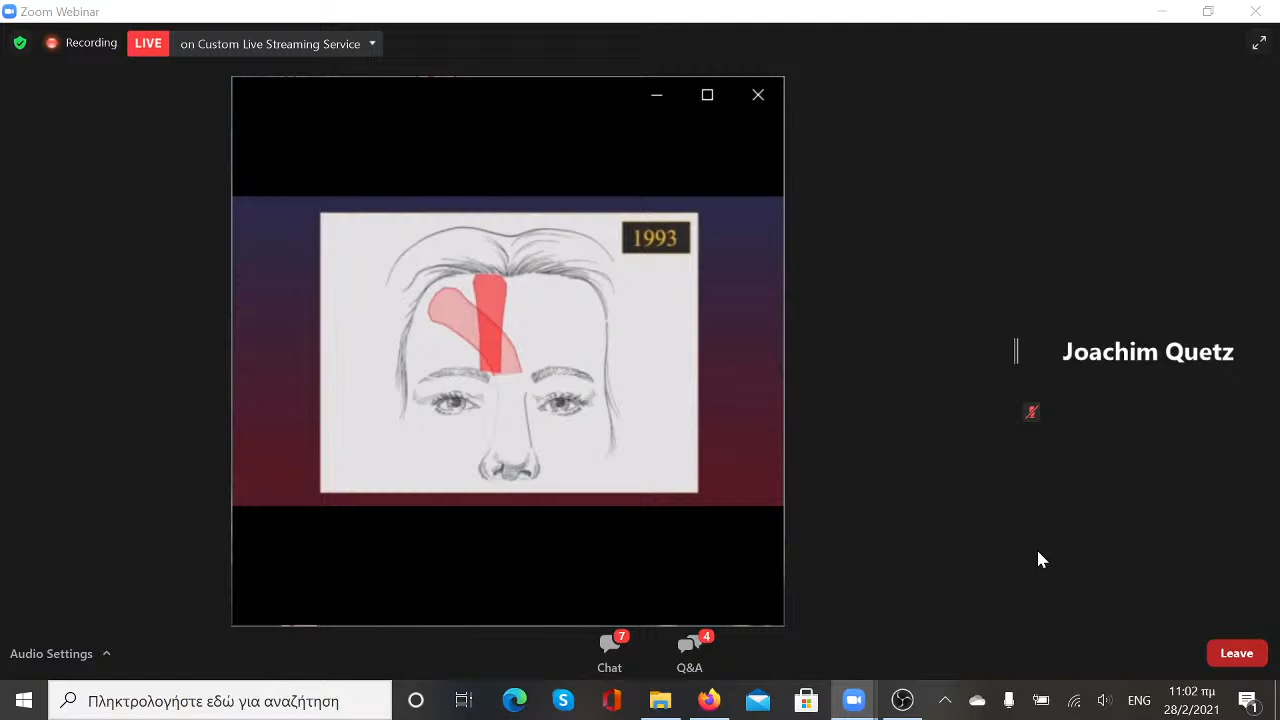 Zoom Webinar
Recording
LIVE
on Custom Live Streaming Service
1993
Joachim Quetz
Audio Settings
7
Chat
4
Q&A
Leave
Πληκτρολογήστε εδώ για αναζήτηση
ENG
11:02 πμ
28/2/2021
1